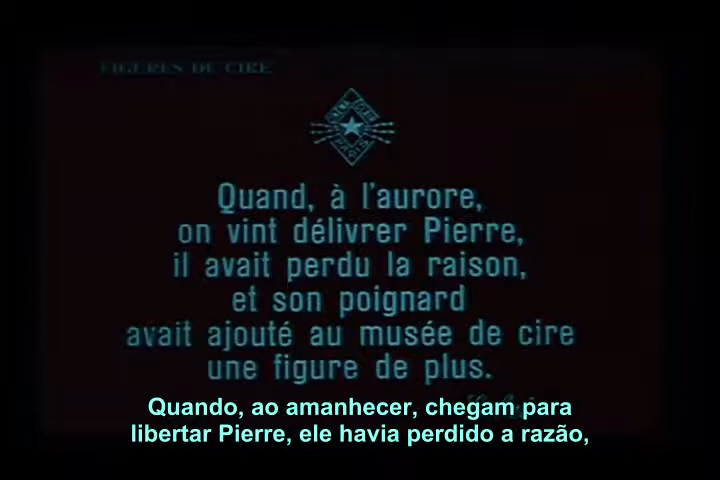 FIGURES DE CIRE
PARIS
Quand, à l'aurore,
on vint délivrer Pierre,
il avait perdu la raison,
et son poignard
avait ajouté au musée de cire
une figure de plus.
Quando, ao amanhecer, chegam para
libertar Pierre, ele havia perdido a razão,